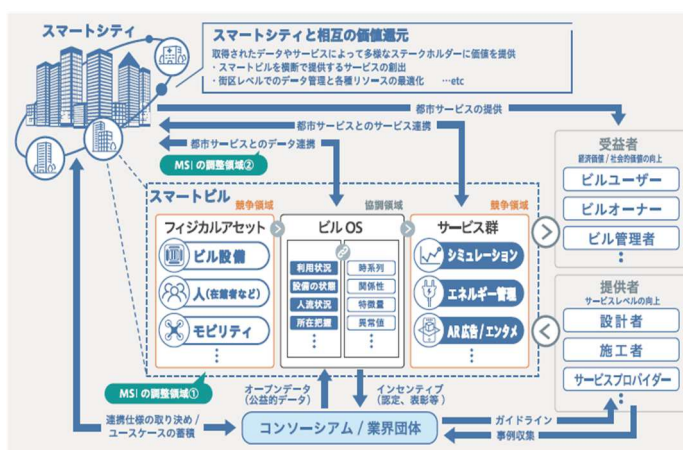 スマートシティ
スマートシティと相互の価値還元
取得されたデータやサービスによって多様なステークホルダーに価値を提供
・スマートビルを横断で提供するサービスの創出
・街区レベルでのデータ管理と各種リソースの最適化 …etc
都市サービスの提供
都市サービスとのサービス連携
都市サービスとのデータ連携
MSIの調整領域②
スマートビル
競争領域
フィジカルアセット
ビル設備
人(在館者など)
モビリティ
協調領域
ビルOS
利用状況
設備の状態
人流状況
所在把握
時系列
関係性
特徴量
異常値
競争領域
サービス群
シミュレーション
エネルギー管理
AR広告/エンタメ
受益者
経済価値/社会的価値の向上
ビルユーザー
ビルオーナー
ビル管理者
提供者
サービスレベルの向上
設計者
施工者
サービスプロバイダー
MSIの調整領域①
連携仕様の取り決め/
ユースケースの蓄積
オープンデータ
(公益的データ)
インセンティブ
(認定、表彰等)
コンソーシアム/業界団体
ガイドライン
事例収集